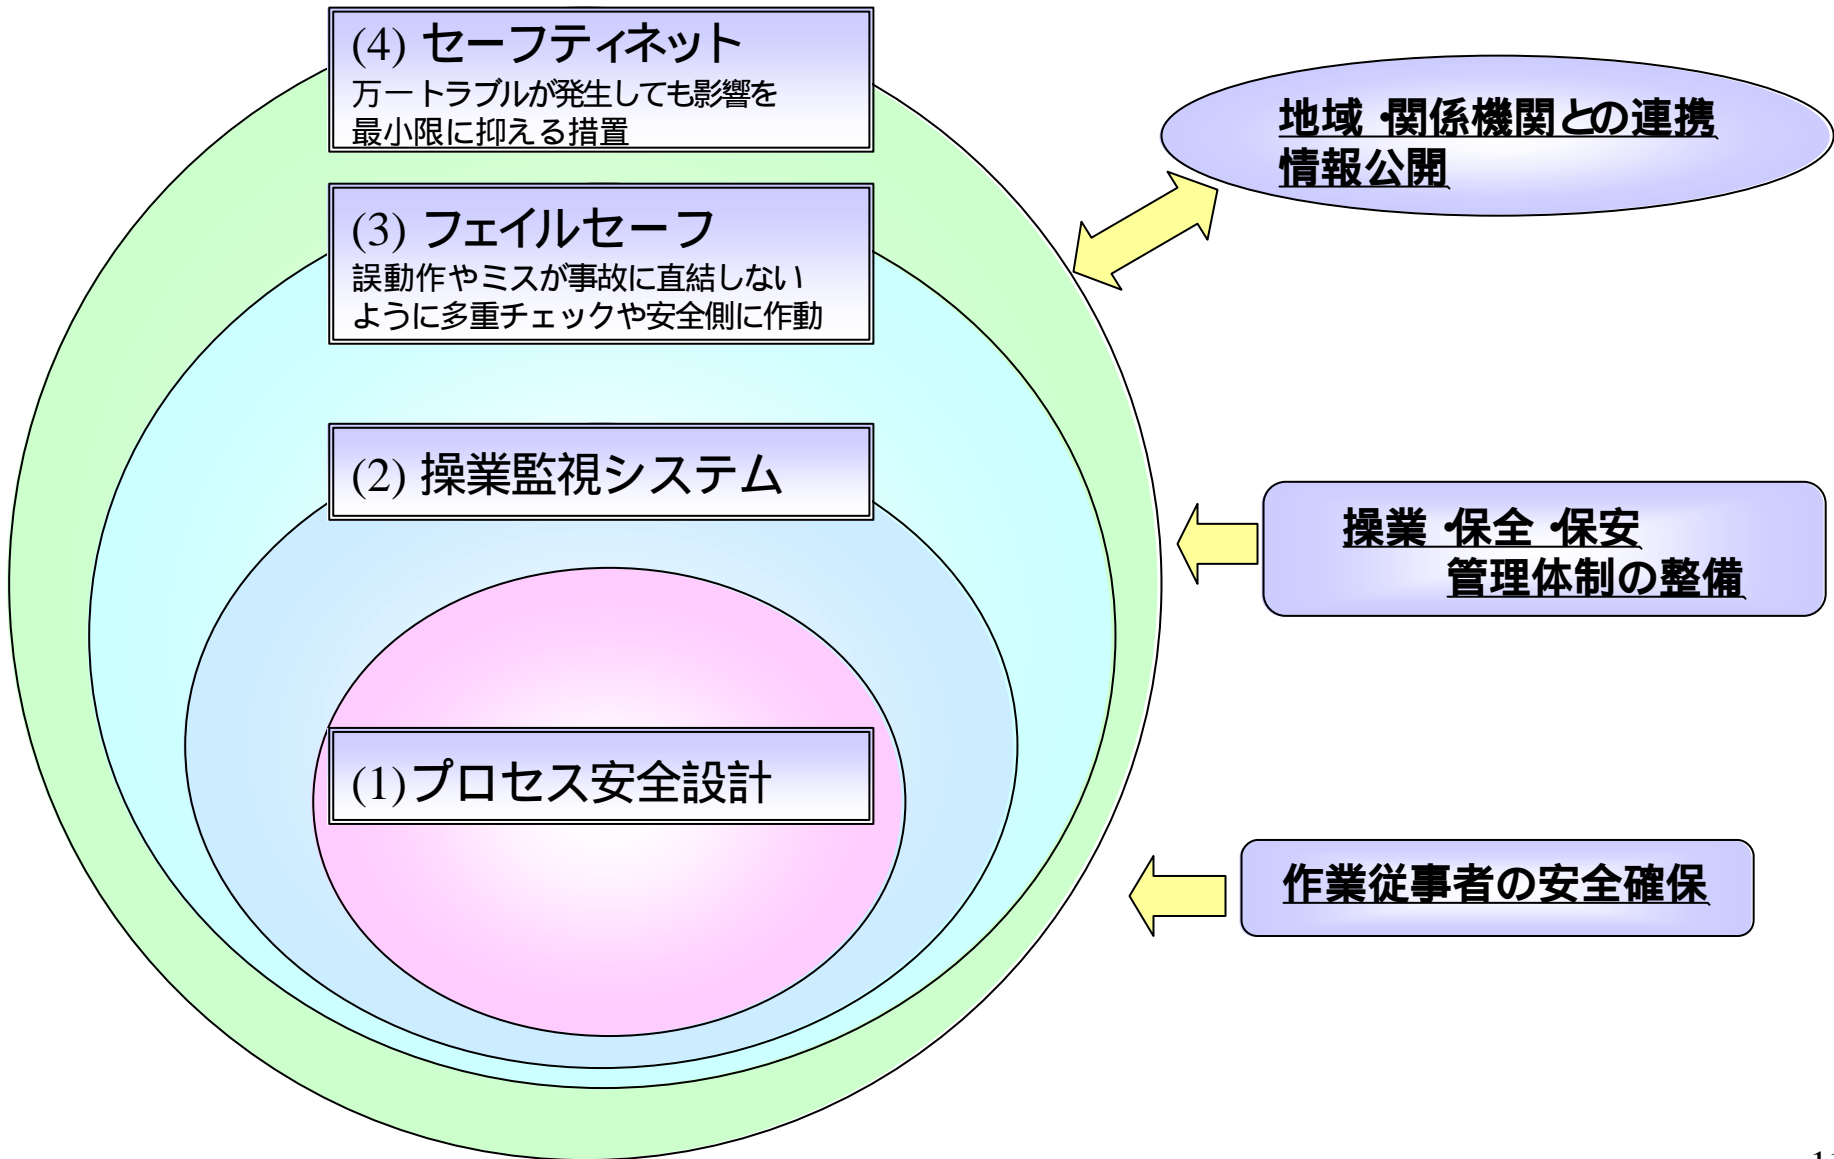 (4) セーフティネット
万一トラブルが発生しても影響を
最小限に抑える措置
(3) フェイルセーフ
誤動作やミスが事故に直結しない
ように多重チェックや安全側に作動
(2) 操業監視システム
(1)プロセス安全設計
地域・関係機関との連携
情報公開
操業・保全・保安
管理体制の整備
作業従事者の安全確保